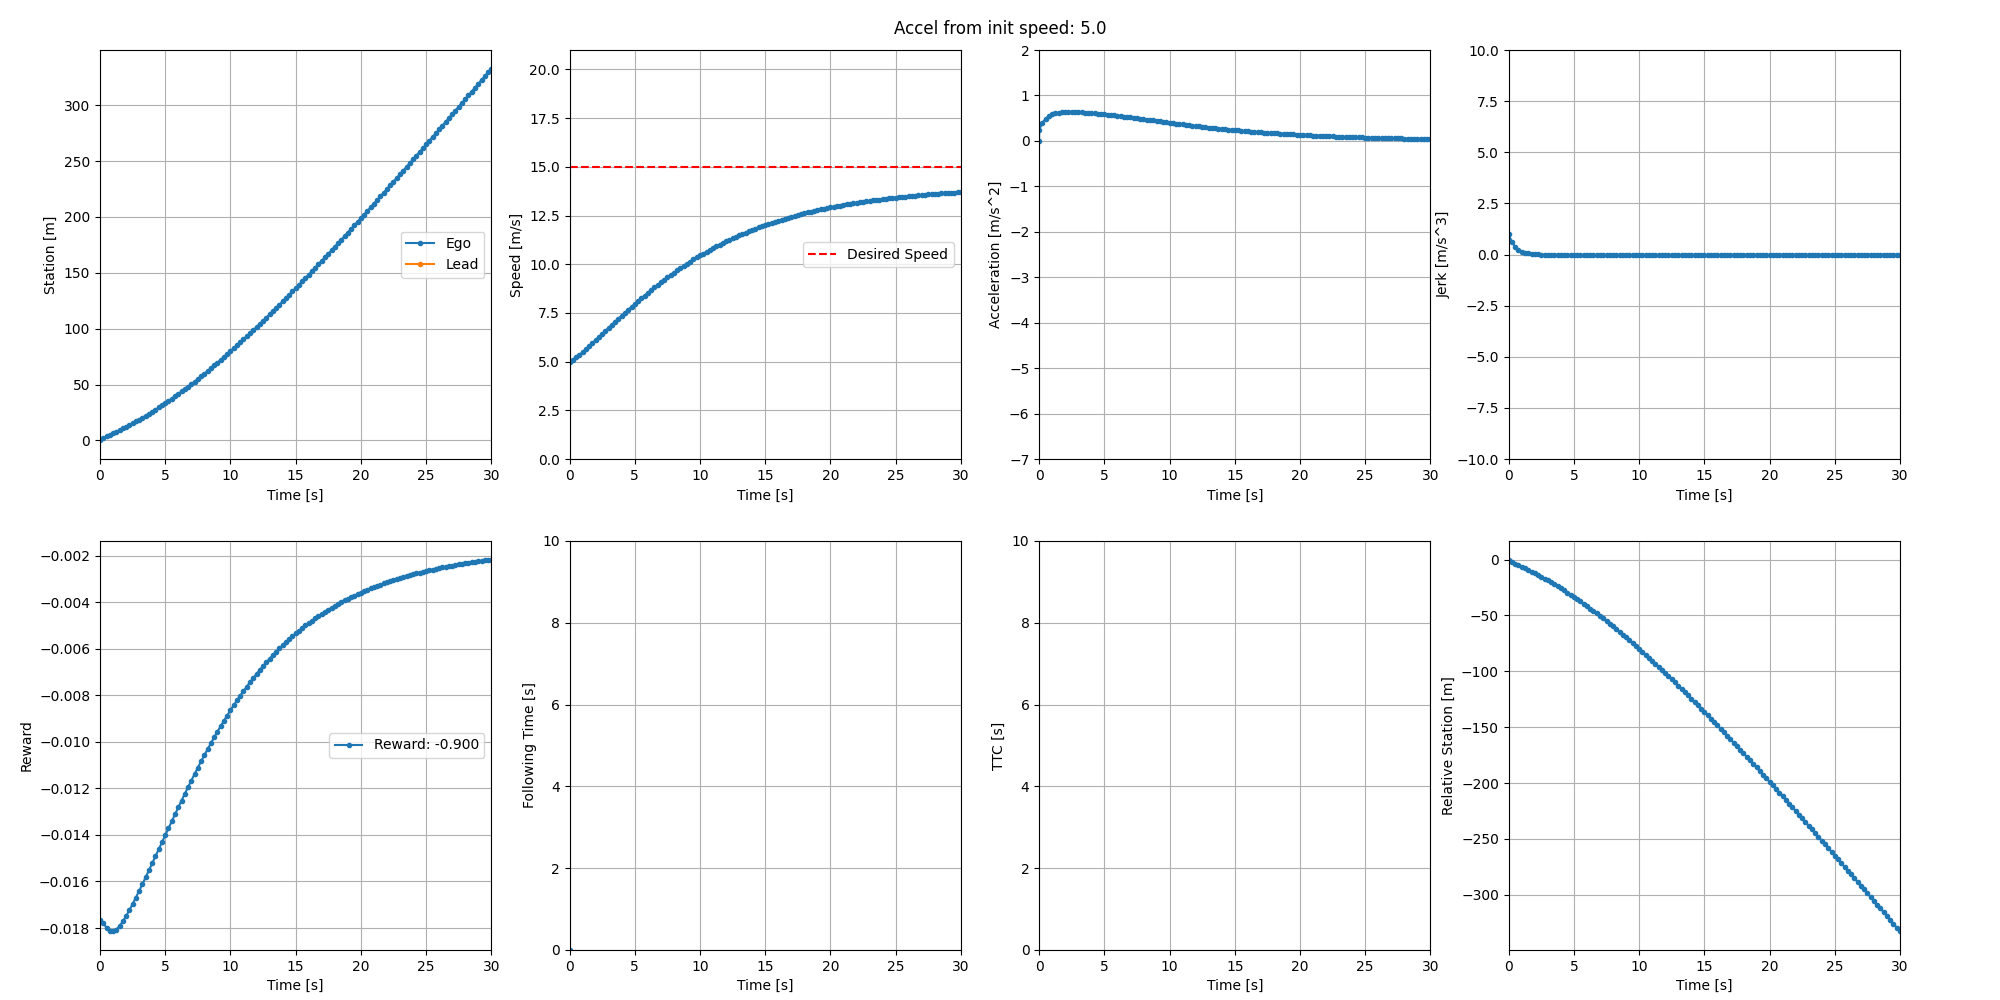 Accel from init speed: 5.0
Station [m]
300
250
200
150
100
50
0
Ego
Lead
0 5 10 15 20 25 30
Time [s]
Speed [m/s]
20.0
17.5
15.0
12.5
10.0
7.5
5.0
2.5
0.0
Desired Speed
0 5 10 15 20 25 30
Time [s]
Acceleration [m/s^2]
2
1
0
−1
−2
−3
−4
−5
−6
−7
0 5 10 15 20 25 30
Time [s]
Jerk [m/s^3]
10.0
7.5
5.0
2.5
0.0
−2.5
−5.0
−7.5
−10.0
0 5 10 15 20 25 30
Time [s]
Reward
−0.002
−0.004
−0.006
−0.008
−0.010
−0.012
−0.014
−0.016
−0.018
Reward: -0.900
0 5 10 15 20 25 30
Time [s]
Following Time [s]
10
8
6
4
2
0
0 5 10 15 20 25 30
Time [s]
TTC [s]
10
8
6
4
2
0
0 5 10 15 20 25 30
Time [s]
Relative Station [m]
0
−50
−100
−150
−200
−250
−300
0 5 10 15 20 25 30
Time [s]